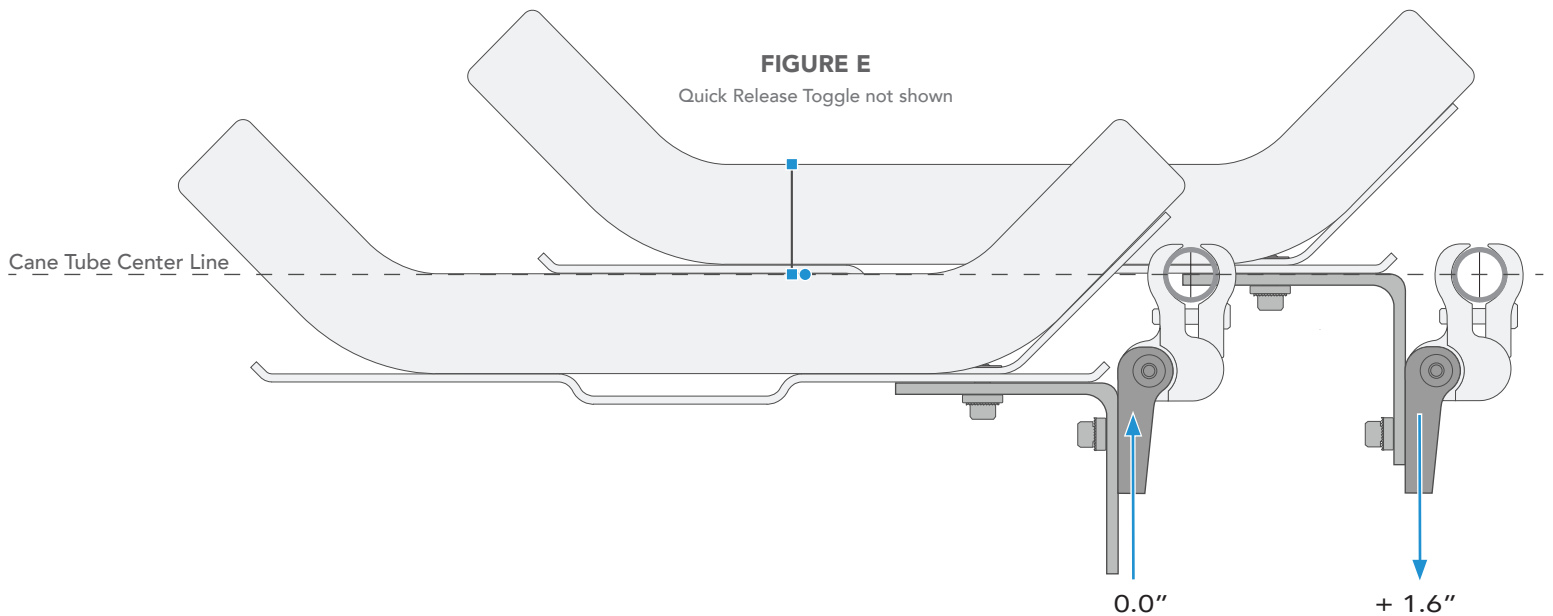 FIGURE E
Quick Release Toggle not shown
Cane Tube Center Line
0.0”
+ 1.6”